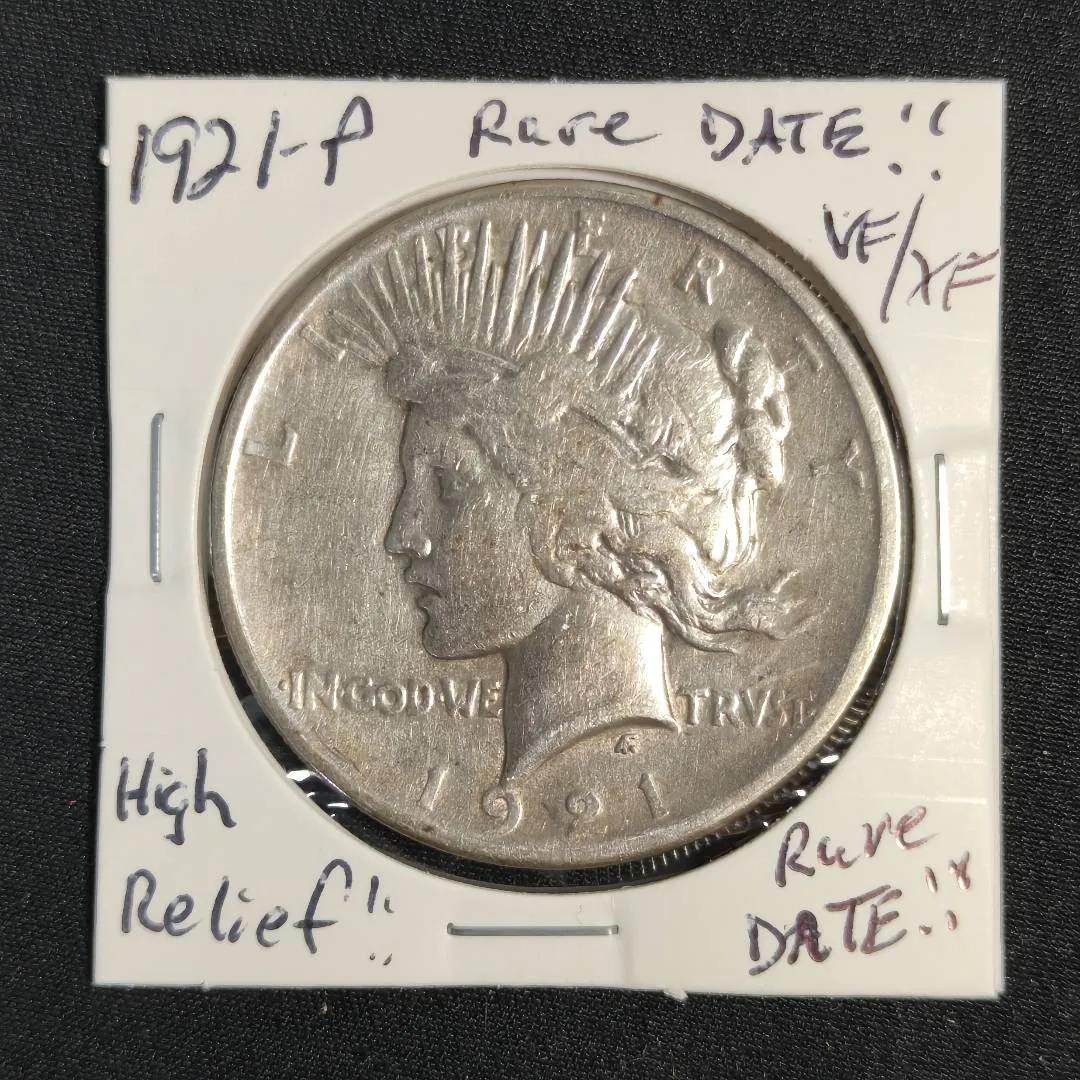 1921-P Rare DATE!!
VF/XF
LIBERTY
IN GOD WE TRVST
1921
High
Relief!!
Rare
DATE!!